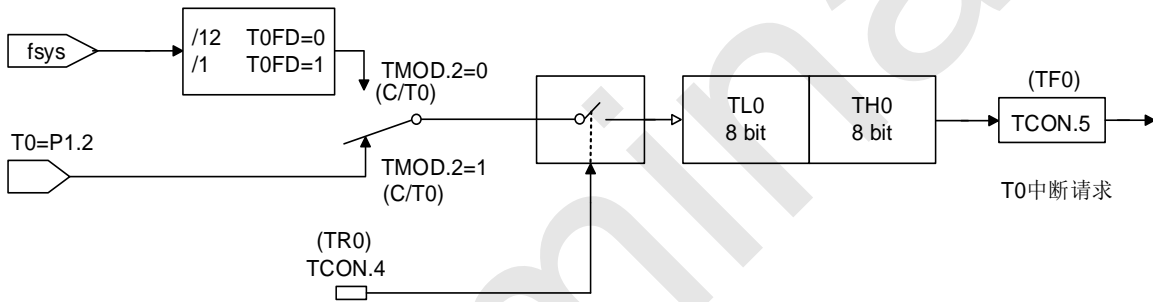 fsys
/12 T0FD=0
/1 T0FD=1
TMOD.2=0
(C/T0)
T0=P1.2
TMOD.2=1
(C/T0)
(TR0)
TCON.4
TL0
8 bit
TH0
8 bit
(TF0)
TCON.5
T0中断请求